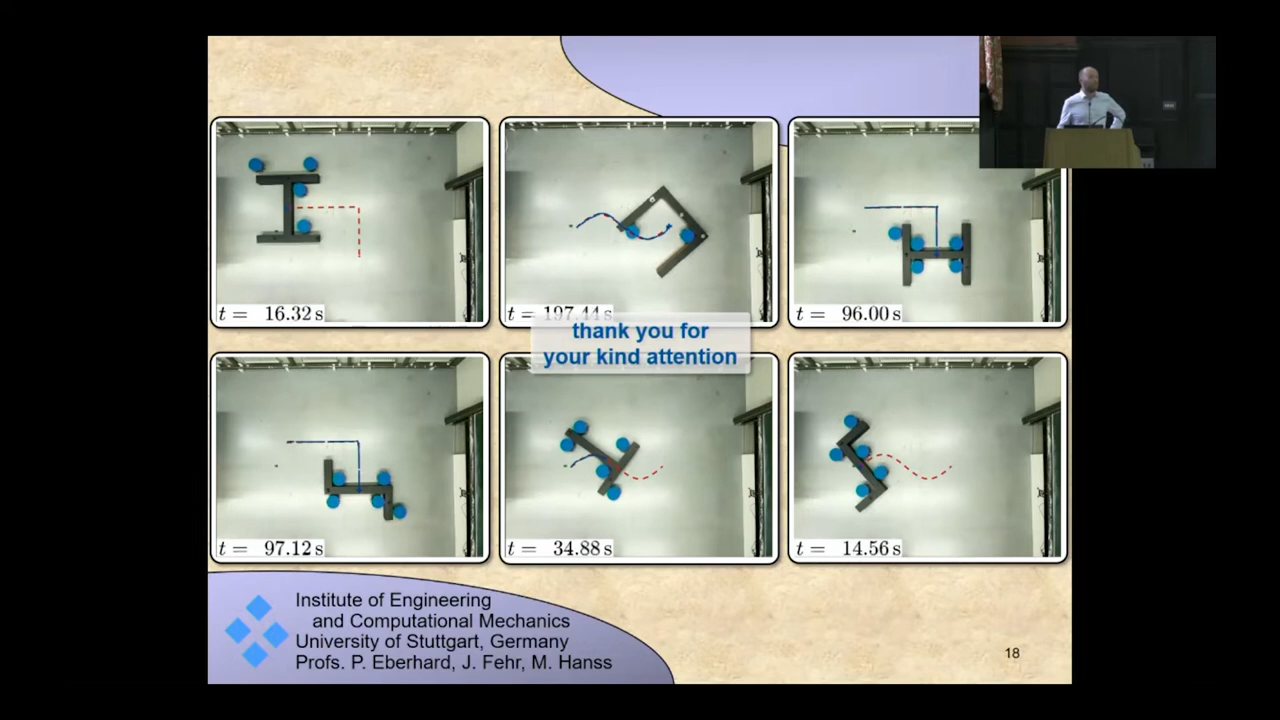 t = 16.32 s
t = 197.44 s
t = 96.00 s
thank you for
your kind attention
t = 97.12 s
t = 34.88 s
t = 14.56 s
Institute of Engineering
and Computational Mechanics
University of Stuttgart, Germany
Profs. P. Eberhard, J. Fehr, M. Hanss
18